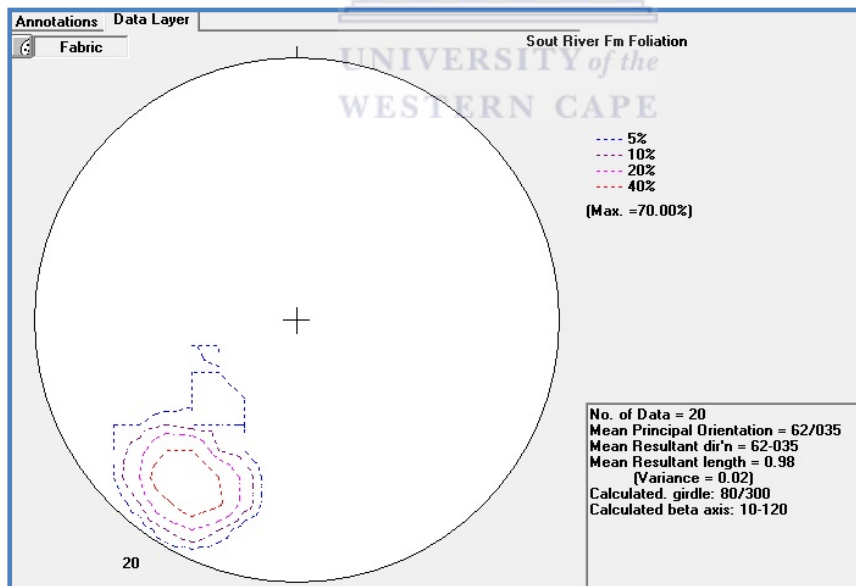 Annotations Data Layer
Fabric
Sout River Fm Foliation
UNIVERSITY of the
WESTERN CAPE
5%
10%
20%
40%
(Max. =70.00%)
20
No. of Data = 20
Mean Principal Orientation = 62/035
Mean Resultant dir'n = 62-035
Mean Resultant length = 0.98
(Variance = 0.02)
Calculated. girdle: 80/300
Calculated beta axis: 10-120